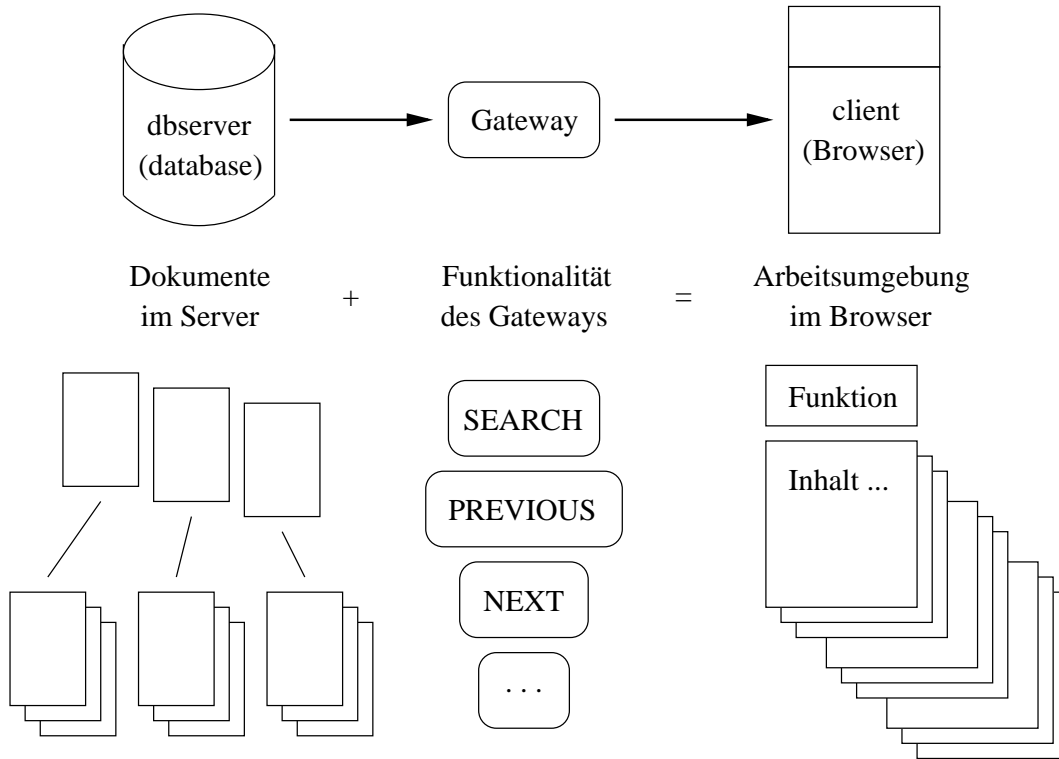 dbserver
(database)
Gateway
client
(Browser)
Dokumente
im Server
+
Funktionalität
des Gateways
=
Arbeitsumgebung
im Browser
SEARCH
PREVIOUS
NEXT
...
Funktion
Inhalt ...